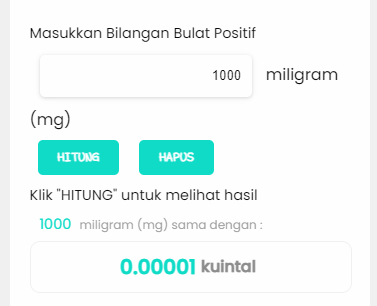 Masukkan Bilangan Bulat Positif
1000 miligram
(mg)
HITUNG HAPUS
Klik "HITUNG" untuk melihat hasil
1000 miligram (mg) sama dengan :
0.00001 kuintal